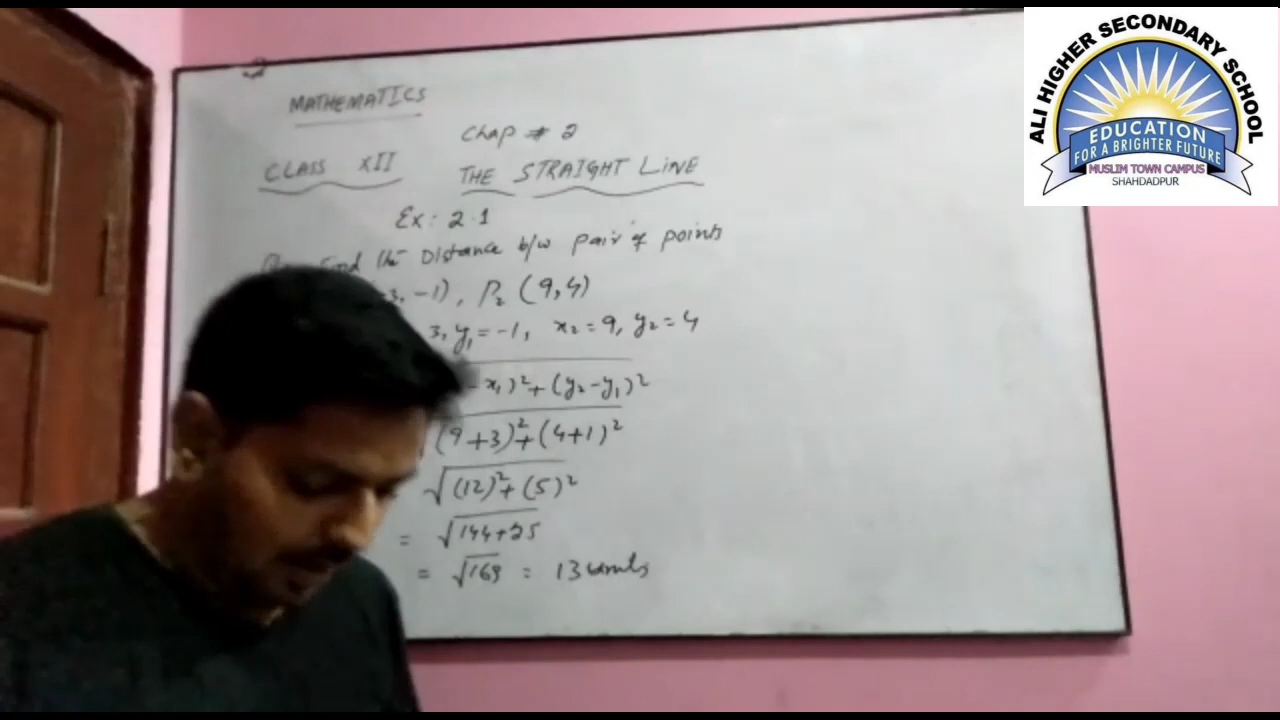 MATHEMATICS
Chap # 2
CLASS XII
THE STRAIGHT LINE
Ex: 2.1
Find the Distance b/w pair of points
3, -1), P₂ (9,4)
3, y₁ = -1, x₂ = 9, y₂ = 4
- x₁)² + (y₂ - y₁)²
(9+3)² + (4+1)²
√(12)² + (5)²
= √144+25
= √169 = 13 units
ALI HIGHER SECONDARY SCHOOL
EDUCATION
FOR A BRIGHTER FUTURE
MUSLIM TOWN CAMPUS
SHAHDADPUR